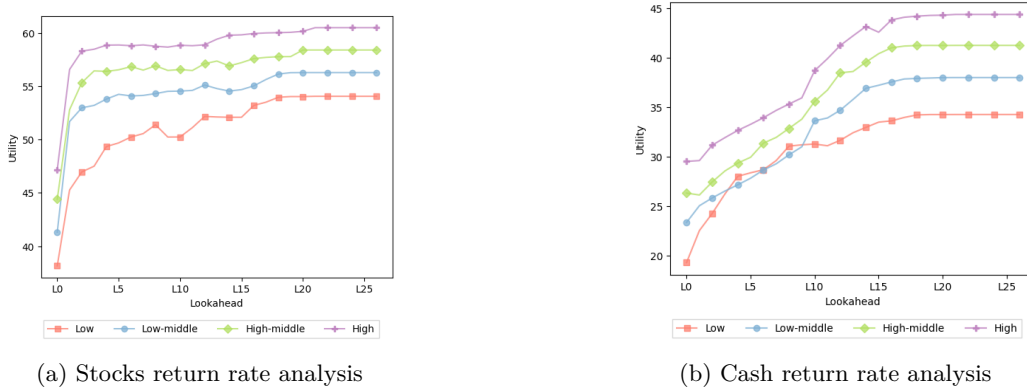 60
55
50
45
40
Utility
L0 L5 L10 L15 L20 L25
Lookahead
Low Low-middle High-middle High
(a) Stocks return rate analysis
45
40
35
30
25
20
Utility
L0 L5 L10 L15 L20 L25
Lookahead
Low Low-middle High-middle High
(b) Cash return rate analysis